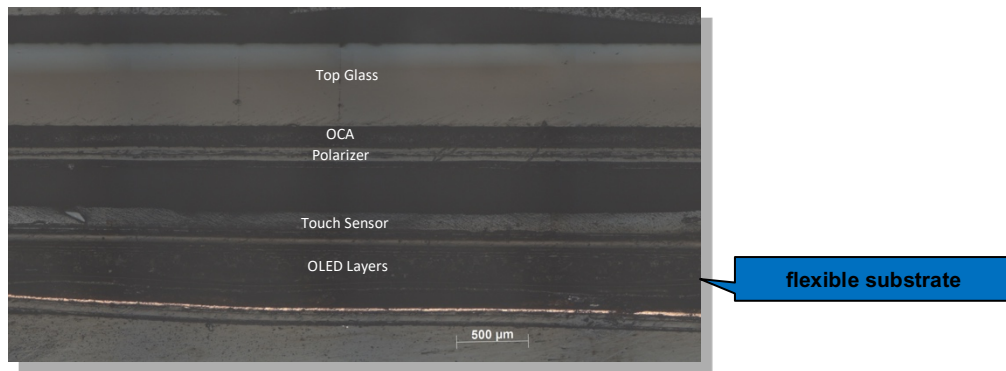 Top Glass
OCA
Polarizer
Touch Sensor
OLED Layers
flexible substrate
500 µm